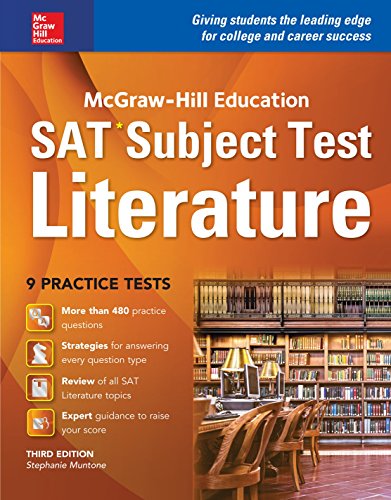 Mc
Graw
Hill
Education
Giving students the leading edge
for college and career success
McGraw-Hill Education
SAT* Subject Test
Literature
9 PRACTICE TESTS
Q
A
More than 480 practice
questions
Strategies for answering
every question type
Review of all SAT
Literature topics
Expert guidance to raise
your score
THIRD EDITION
Stephanie Muntone